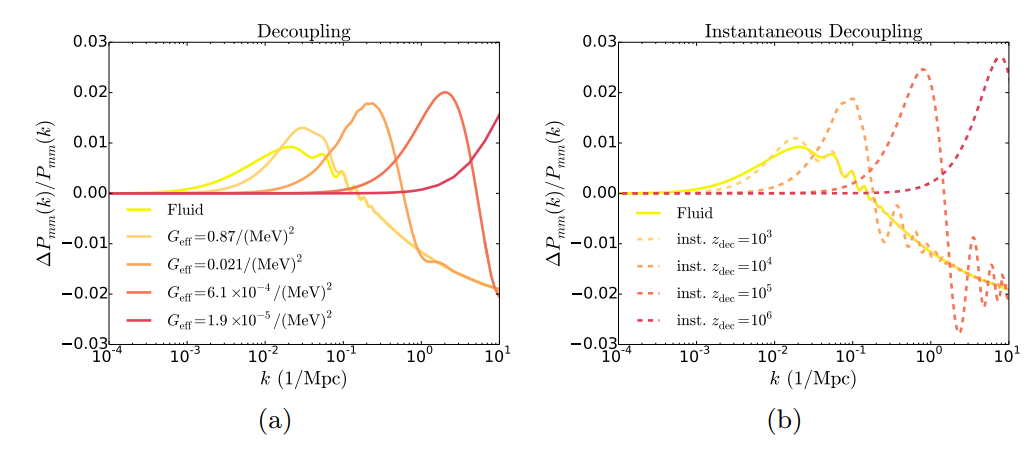 Decoupling
0.03
0.02
0.01
0.00
−0.01
−0.02
−0.03
ΔP_mm(k)/P_mm(k)
Fluid
G_eff=0.87/(MeV)^2
G_eff=0.021/(MeV)^2
G_eff=6.1×10^−4/(MeV)^2
G_eff=1.9×10^−5/(MeV)^2
10^-4 10^-3 10^-2 10^-1 10^0 10^1
k (1/Mpc)
(a)
Instantaneous Decoupling
0.03
0.02
0.01
0.00
−0.01
−0.02
−0.03
ΔP_mm(k)/P_mm(k)
Fluid
inst. z_dec=10^3
inst. z_dec=10^4
inst. z_dec=10^5
inst. z_dec=10^6
10^-4 10^-3 10^-2 10^-1 10^0 10^1
k (1/Mpc)
(b)